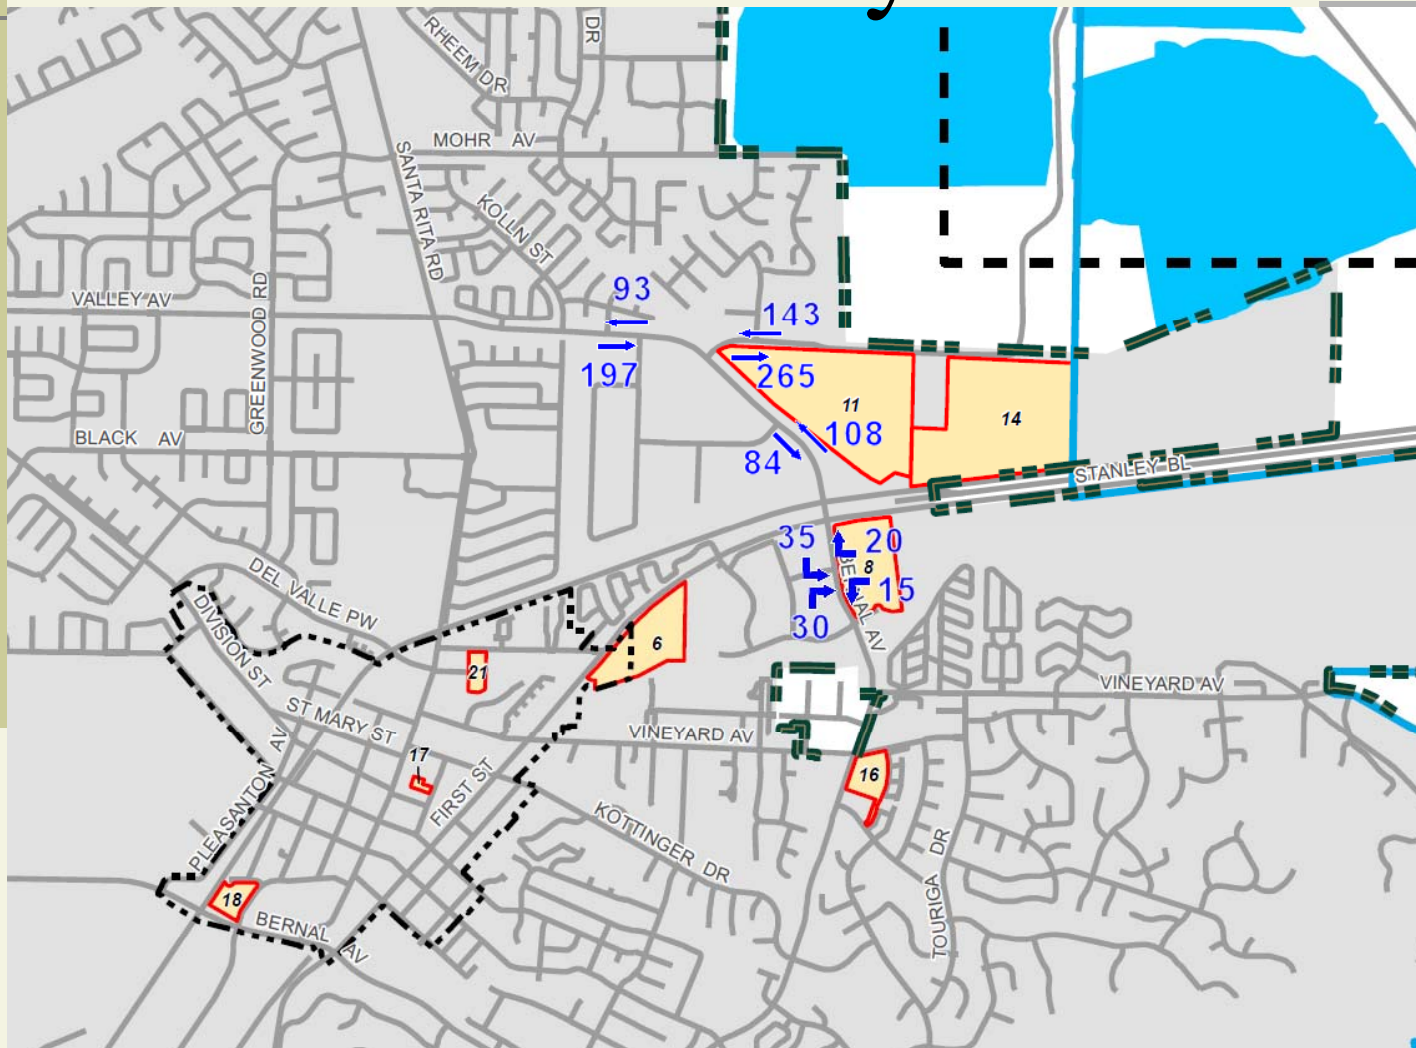 DR
RHEEM DR
MOHR AV
SANTA RITA RD
KOLLN ST
VALLEY AV
GREENWOOD RD
93
143
197
265
11
14
108
84
BLACK AV
STANLEY BL
35
20
8
15
30
BERNAL AV
DEL VALLE PW
DIVISION ST
6
21
ST MARY ST
VINEYARD AV
VINEYARD AV
17
16
PLEASANTON AV
FIRST ST
KOTTINGER DR
TOURIGA DR
18
BERNAL AV